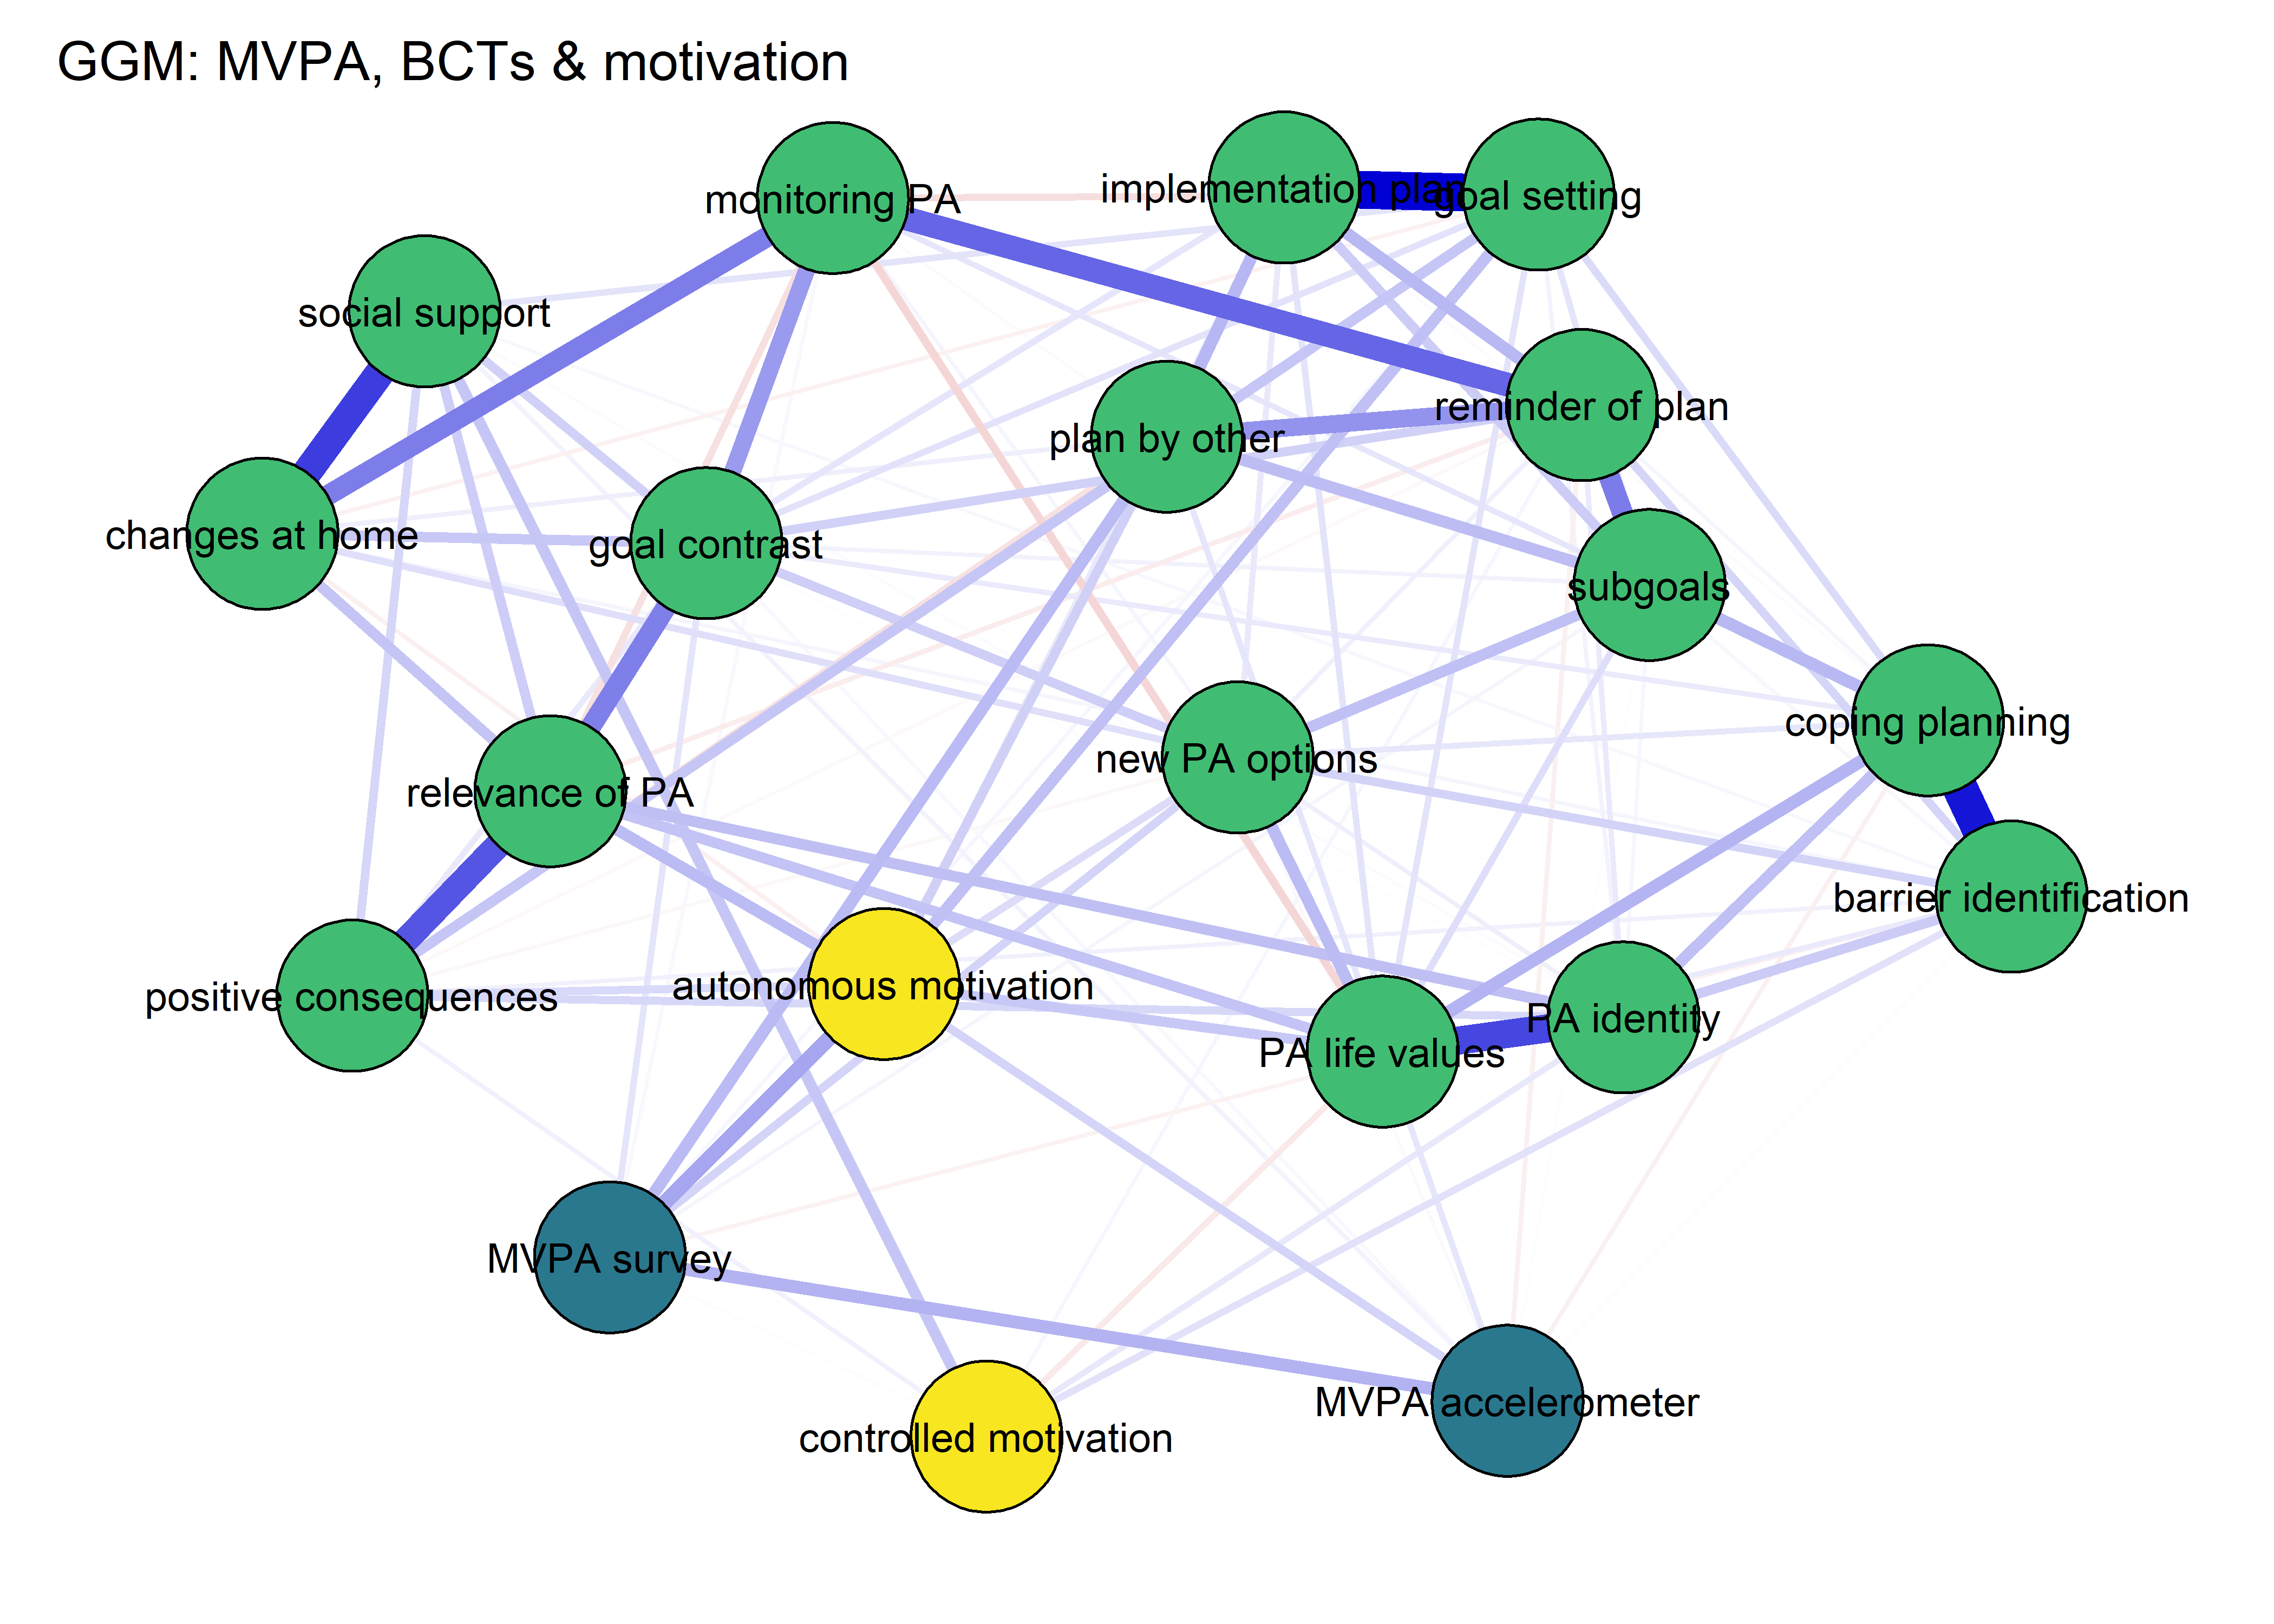 GGM: MVPA, BCTs & motivation
implementation plan
goal setting
monitoring PA
social support
reminder of plan
plan by other
changes at home
goal contrast
subgoals
coping planning
new PA options
relevance of PA
barrier identification
autonomous motivation
positive consequences
PA identity
PA life values
MVPA survey
MVPA accelerometer
controlled motivation